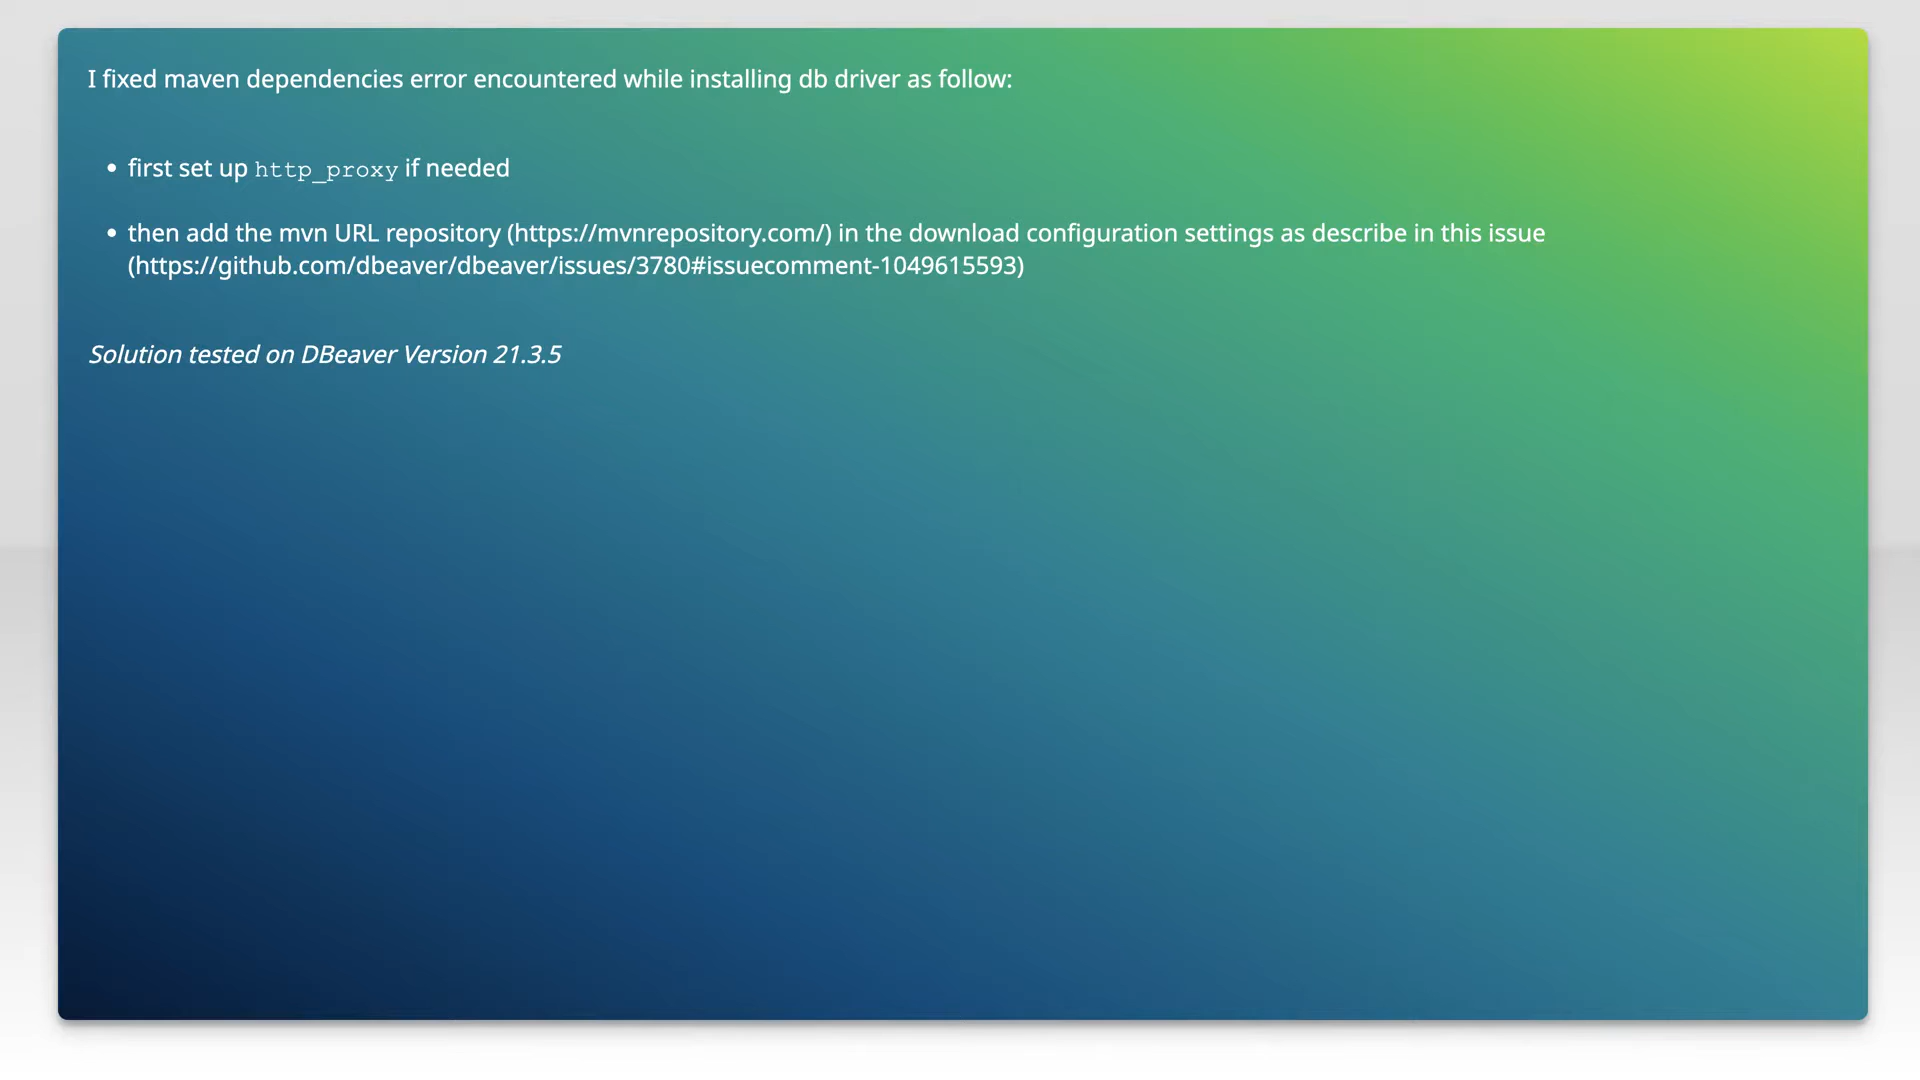 I fixed maven dependencies error encountered while installing db driver as follow:
• first set up http_proxy if needed
• then add the mvn URL repository (https://mvnrepository.com/) in the download configuration settings as describe in this issue
(https://github.com/dbeaver/dbeaver/issues/3780#issuecomment-1049615593)
Solution tested on DBeaver Version 21.3.5